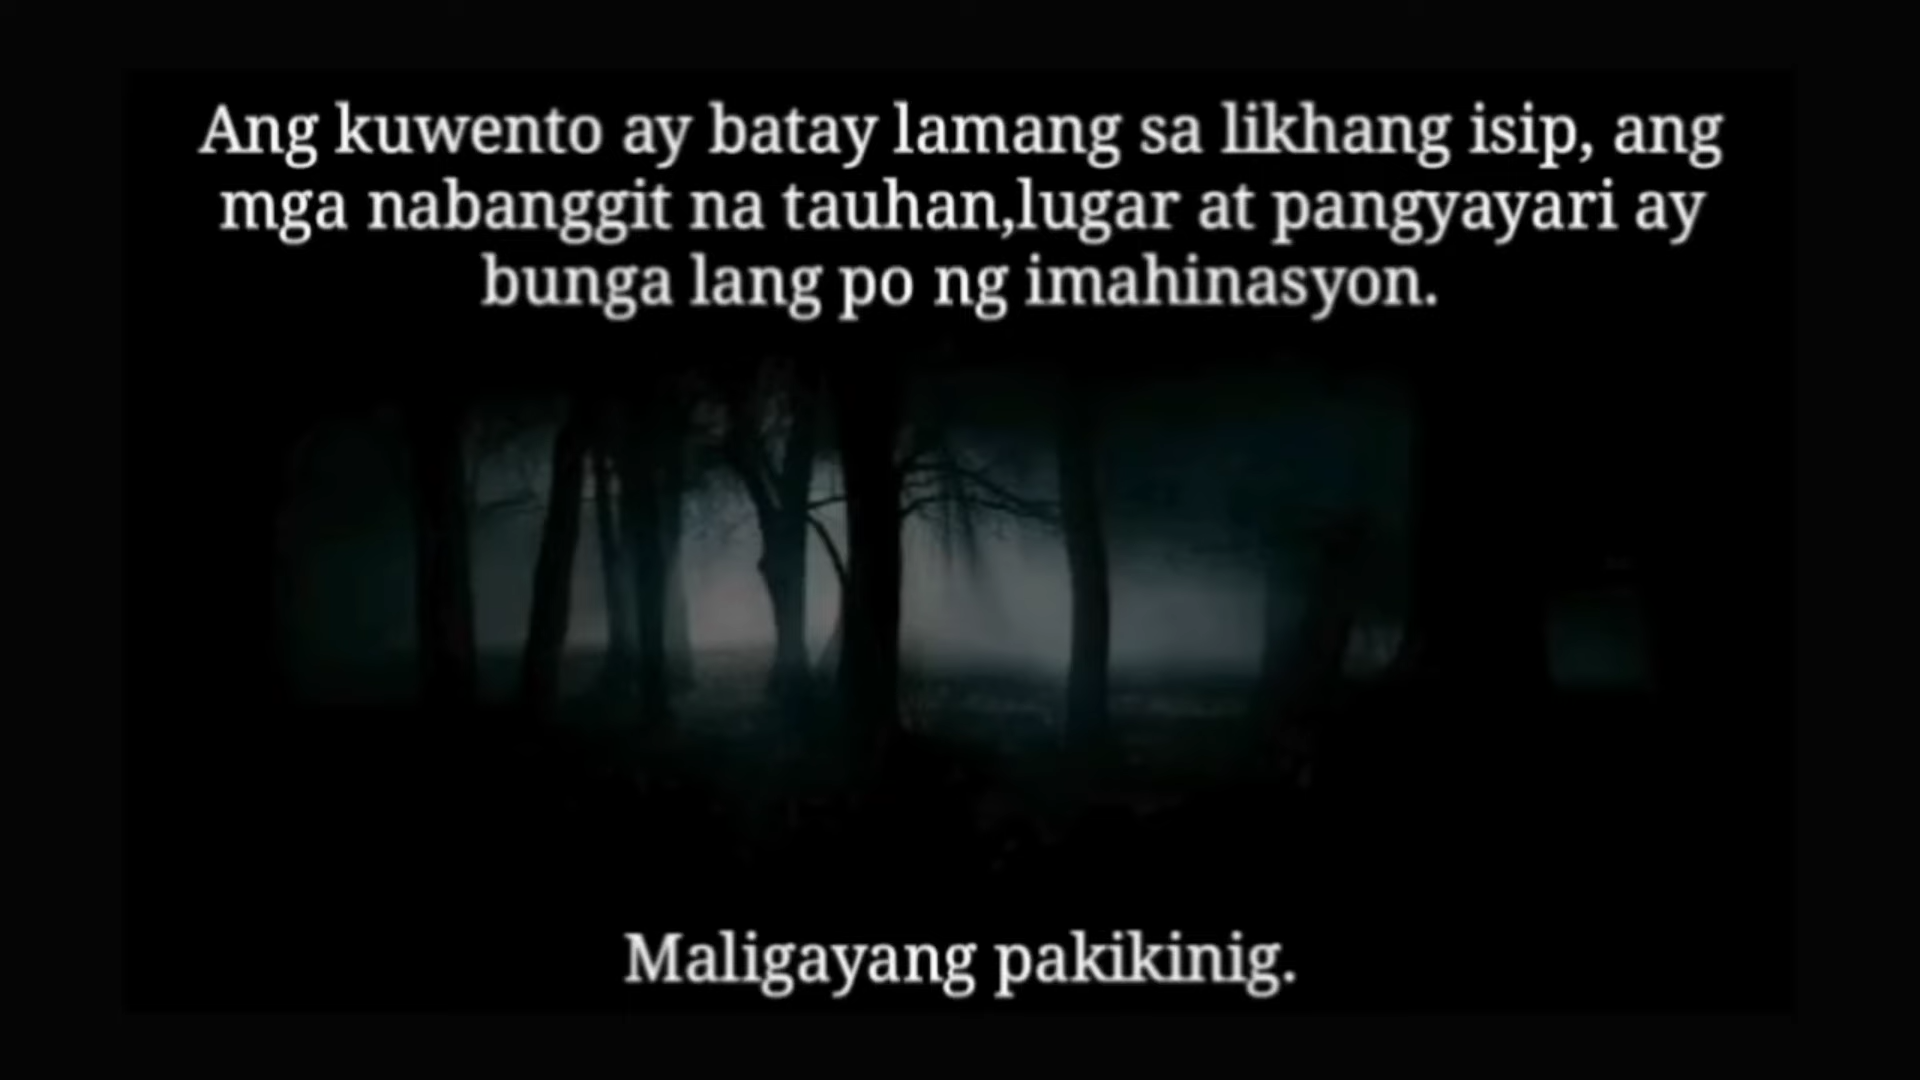 Ang kuwento ay batay lamang sa likhang isip, ang
mga nabanggit na tauhan,lugar at pangyayari ay
bunga lang po ng imahinasyon.
Maligayang pakikinig.